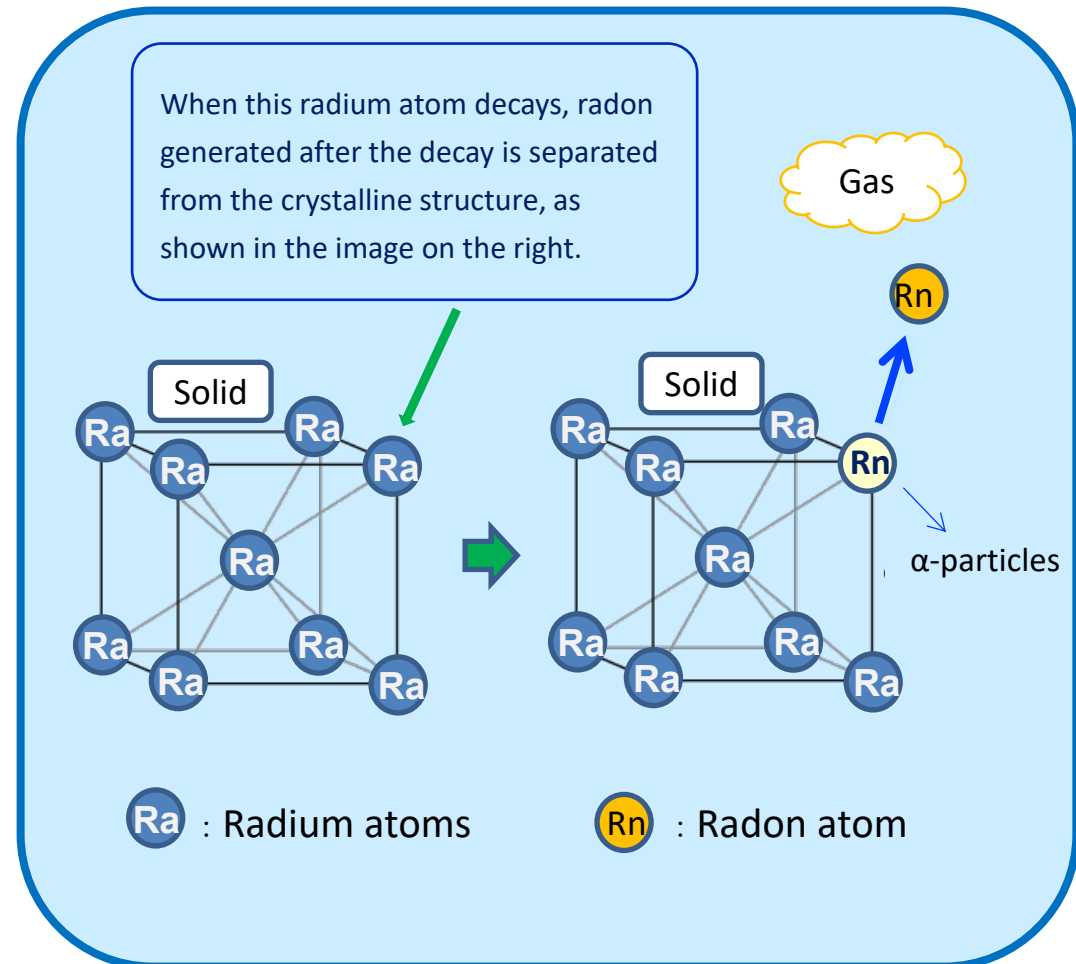 When this radium atom decays, radon
generated after the decay is separated
from the crystalline structure, as
shown in the image on the right.
Gas
Rn
Solid
Ra
Ra
Ra
Ra
Ra
Ra
Ra
Ra
Ra
Solid
Ra
Ra
Ra
Rn
Ra
α-particles
Ra
Ra
Ra
Ra
Ra : Radium atoms
Rn : Radon atom